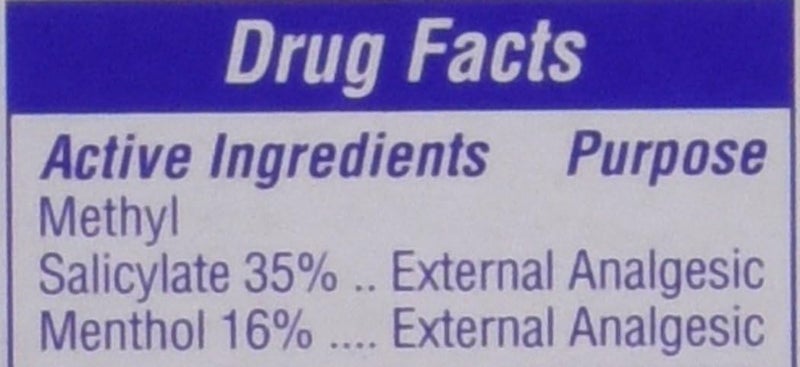 Drug Facts
Active Ingredients Purpose
Methyl
Salicylate 35% .. External Analgesic
Menthol 16% .... External Analgesic